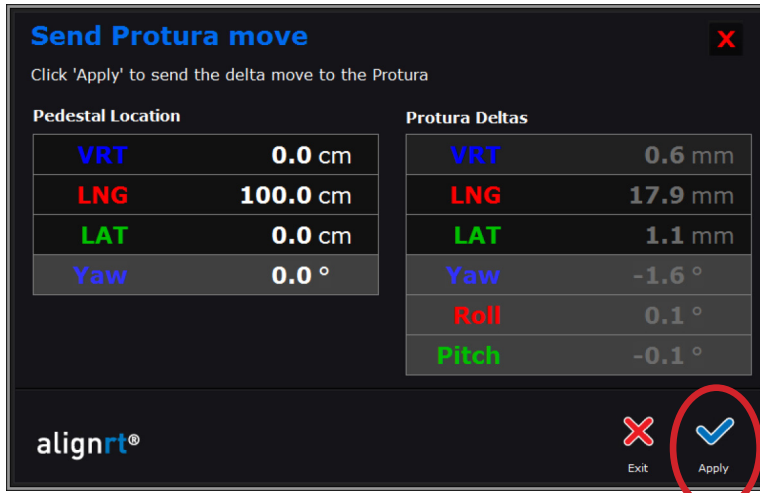 Send Protura move
X
Click 'Apply' to send the delta move to the Protura
Pedestal Location
VRT 0.0 cm
LNG 100.0 cm
LAT 0.0 cm
Yaw 0.0 °
Protura Deltas
VRT 0.6 mm
LNG 17.9 mm
LAT 1.1 mm
Yaw -1.6 °
Roll 0.1 °
Pitch -0.1 °
alignrt®
Exit
Apply